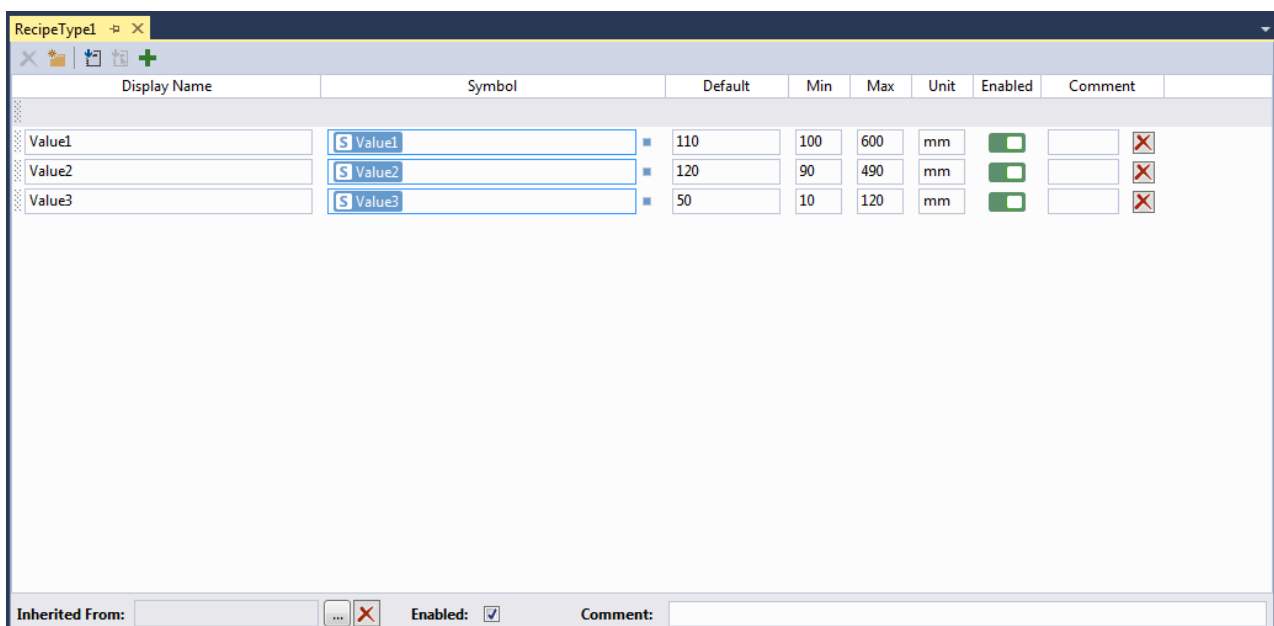 RecipeType1
Display Name Symbol Default Min Max Unit Enabled Comment
Value1 S Value1 110 100 600 mm
Value2 S Value2 120 90 490 mm
Value3 S Value3 50 10 120 mm
Inherited From: ... Enabled: Comment: